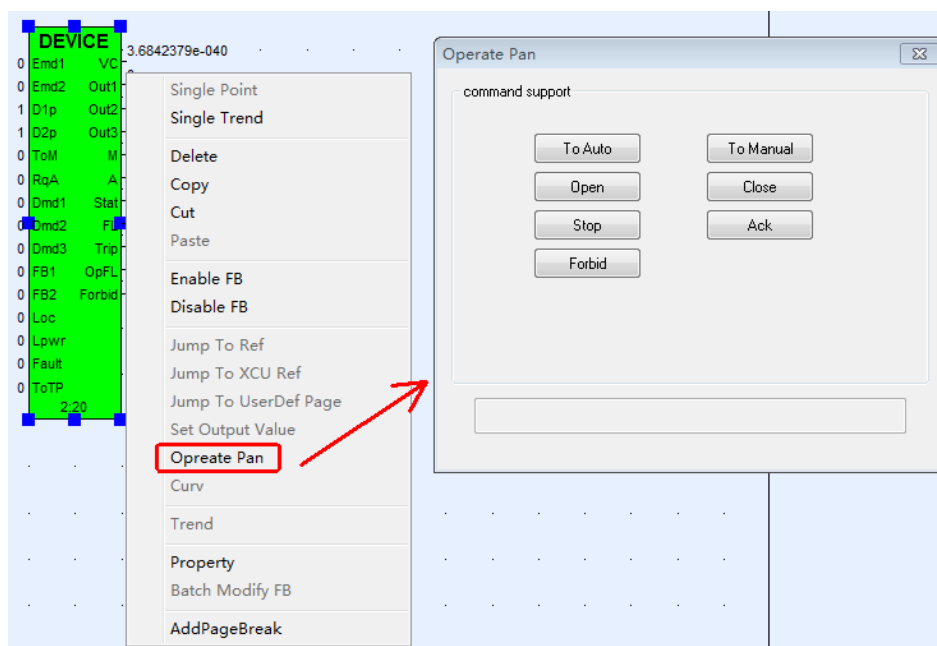 DEVICE
3.6842379e-040
0 Emd1 VC
0 Emd2 Out1
1 D1p Out2
1 D2p Out3
0 ToM M
0 RqA A
0 Dmd1 Stat
0 Dmd2 FL
0 Dmd3 Trip
0 FB1 OpFL
0 FB2 Forbid
0 Loc
0 Lpwr
0 Fault
0 ToTP
2:20
Single Point
Single Trend
Delete
Copy
Cut
Paste
Enable FB
Disable FB
Jump To Ref
Jump To XCU Ref
Jump To UserDef Page
Set Output Value
Opreate Pan
Curv
Trend
Property
Batch Modify FB
AddPageBreak
Operate Pan
command support
To Auto To Manual
Open Close
Stop Ack
Forbid